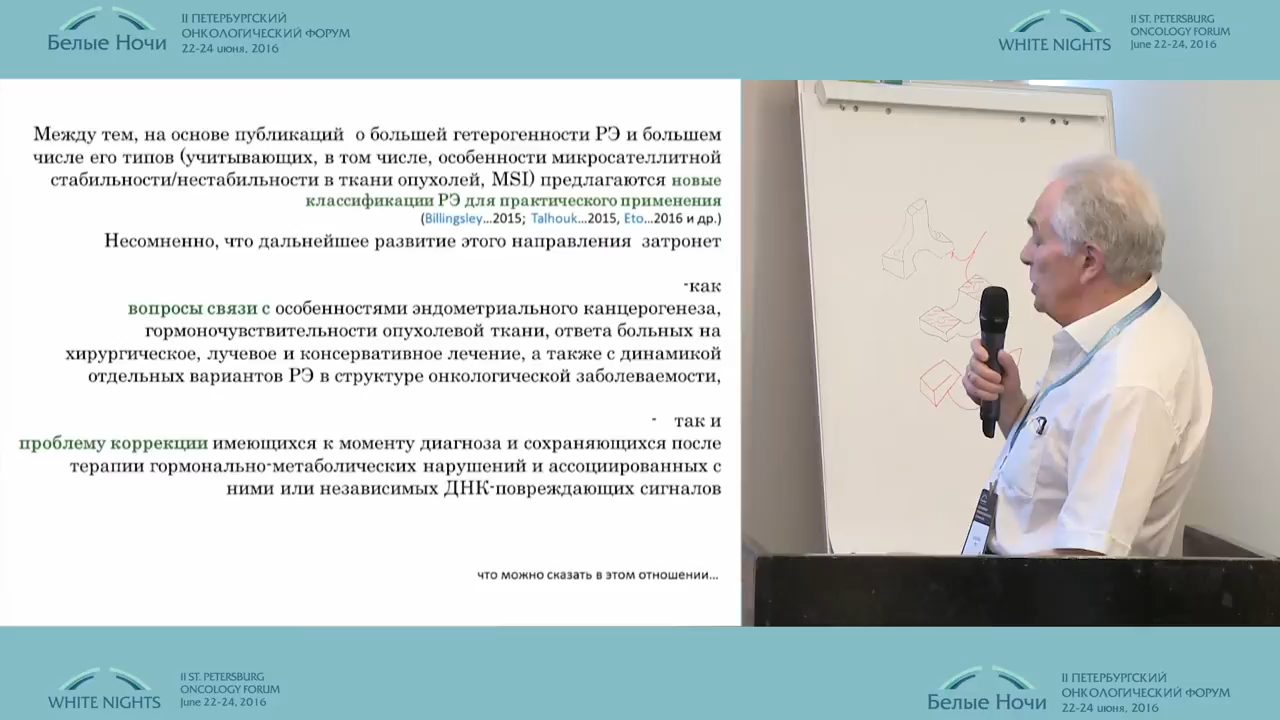 II ПЕТЕРБУРГСКИЙ
ОНКОЛОГИЧЕСКИЙ ФОРУМ
Белые Ночи
22-24 июня, 2016
II ST. PETERSBURG
ONCOLOGY FORUM
WHITE NIGHTS
June 22-24, 2016
Между тем, на основе публикаций о большей гетерогенности РЭ и большем
числе его типов (учитывающих, в том числе, особенности микросателлитной
стабильности/нестабильности в ткани опухолей, MSI) предлагаются новые
классификации РЭ для практического применения
(Billingsley...2015; Talhouk...2015, Eto...2016 и др.)
Несомненно, что дальнейшее развитие этого направления затронет
-как
вопросы связи с особенностями эндометриального канцерогенеза,
гормоночувствительности опухолевой ткани, ответа больных на
хирургическое, лучевое и консервативное лечение, а также с динамикой
отдельных вариантов РЭ в структуре онкологической заболеваемости,
- так и
проблему коррекции имеющихся к моменту диагноза и сохраняющихся после
терапии гормонально-метаболических нарушений и ассоциированных с
ними или независимых ДНК-повреждающих сигналов
что можно сказать в этом отношении...
II ST. PETERSBURG
ONCOLOGY FORUM
WHITE NIGHTS
June 22-24, 2016
II ПЕТЕРБУРГСКИЙ
ОНКОЛОГИЧЕСКИЙ ФОРУМ
Белые Ночи
22-24 июня, 2016